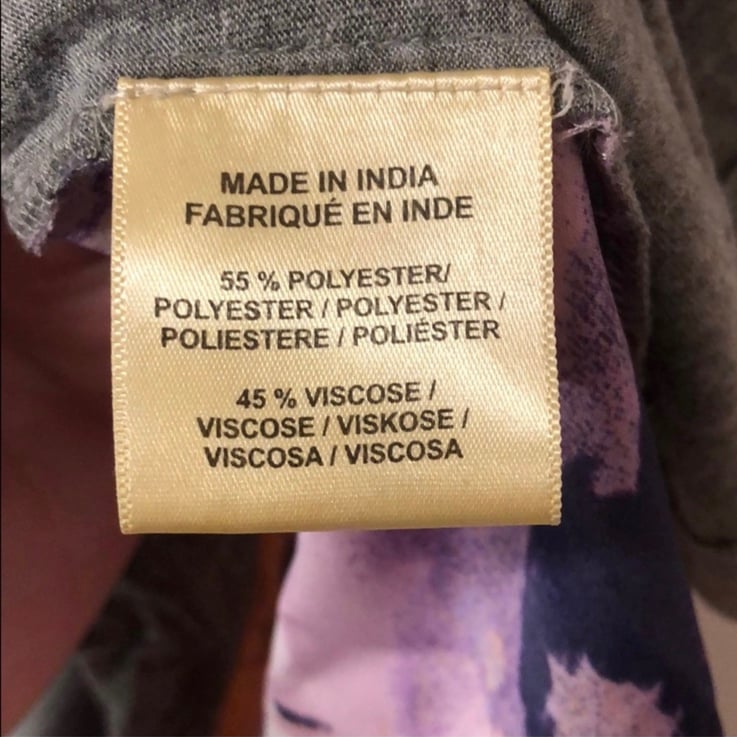 MADE IN INDIA
FABRIQUÉ EN INDE
55 % POLYESTER/
POLYESTER / POLYESTER /
POLIESTERE / POLIÉSTER
45 % VISCOSE /
VISCOSE / VISKOSE /
VISCOSA / VISCOSA